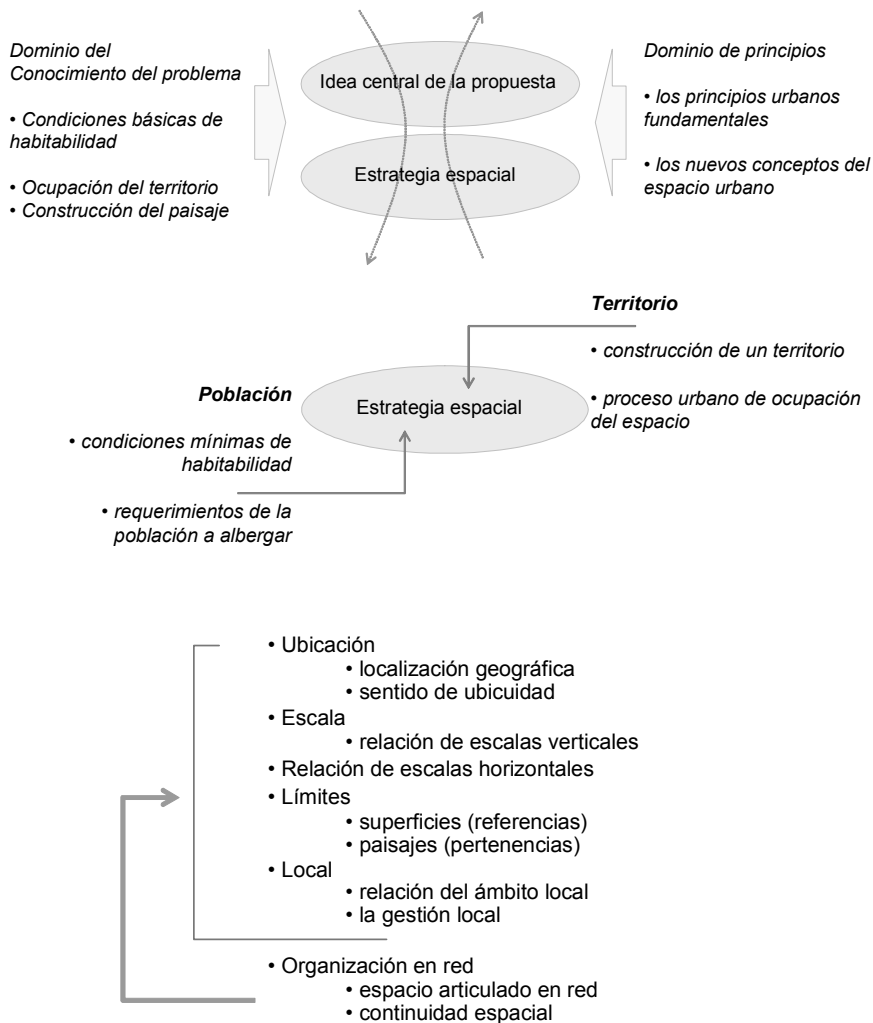 Dominio del
Conocimiento del problema
• Condiciones básicas de
habitabilidad
• Ocupación del territorio
• Construcción del paisaje
Idea central de la propuesta
Estrategia espacial
Dominio de principios
• los principios urbanos
fundamentales
• los nuevos conceptos del
espacio urbano
Territorio
• construcción de un territorio
• proceso urbano de ocupación
del espacio
Estrategia espacial
Población
• condiciones mínimas de
habitabilidad
• requerimientos de la
población a albergar
• Ubicación
• localización geográfica
• sentido de ubicuidad
• Escala
• relación de escalas verticales
• Relación de escalas horizontales
• Límites
• superficies (referencias)
• paisajes (pertenencias)
• Local
• relación del ámbito local
• la gestión local
• Organización en red
• espacio articulado en red
• continuidad espacial